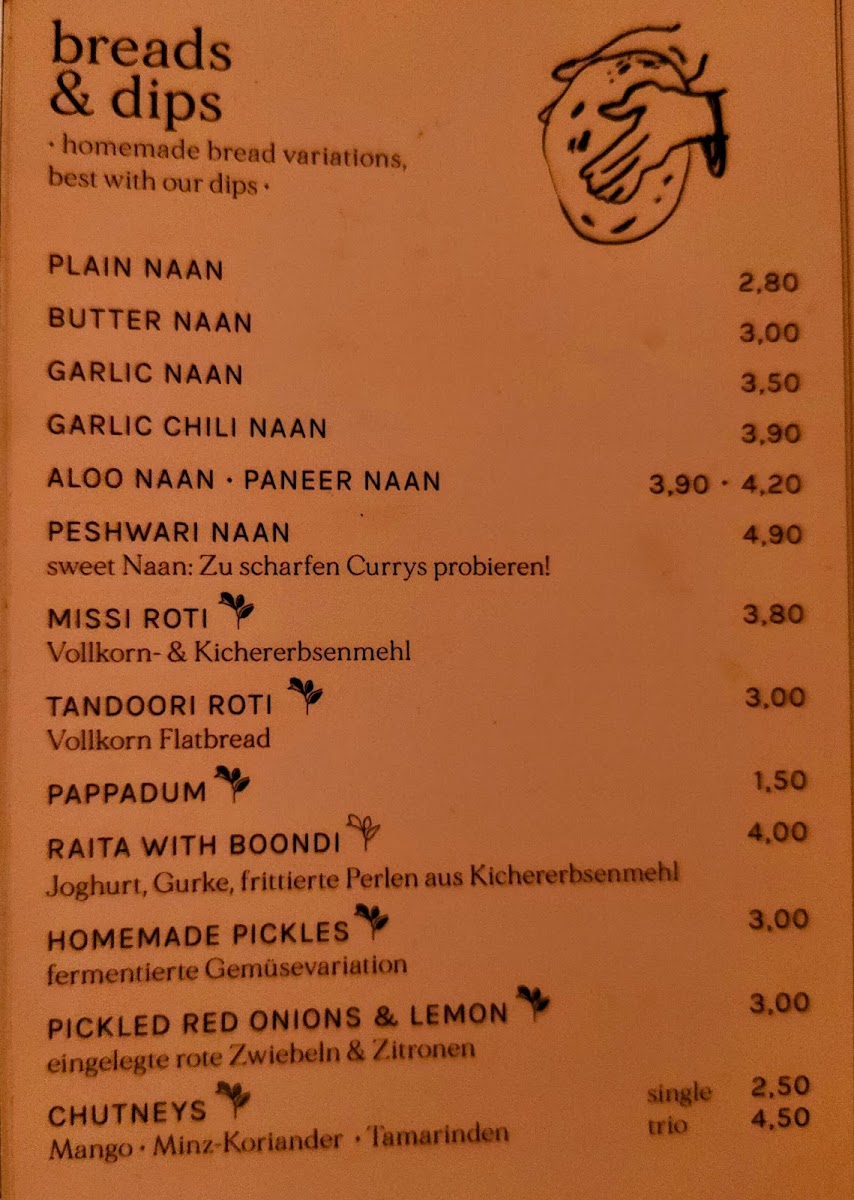 breads
& dips
· homemade bread variations,
best with our dips ·
PLAIN NAAN 2,80
BUTTER NAAN 3,00
GARLIC NAAN 3,50
GARLIC CHILI NAAN 3,90
ALOO NAAN · PANEER NAAN 3,90 · 4,20
PESHWARI NAAN 4,90
sweet Naan: Zu scharfen Currys probieren!
MISSI ROTI 3,80
Vollkorn- & Kichererbsenmehl
TANDOORI ROTI 3,00
Vollkorn Flatbread
PAPPADUM 1,50
RAITA WITH BOONDI 4,00
Joghurt, Gurke, frittierte Perlen aus Kichererbsenmehl
HOMEMADE PICKLES 3,00
fermentierte Gemüsevariation
PICKLED RED ONIONS & LEMON 3,00
eingelegte rote Zwiebeln & Zitronen
CHUTNEYS single 2,50
Mango · Minz-Koriander · Tamarinden trio 4,50